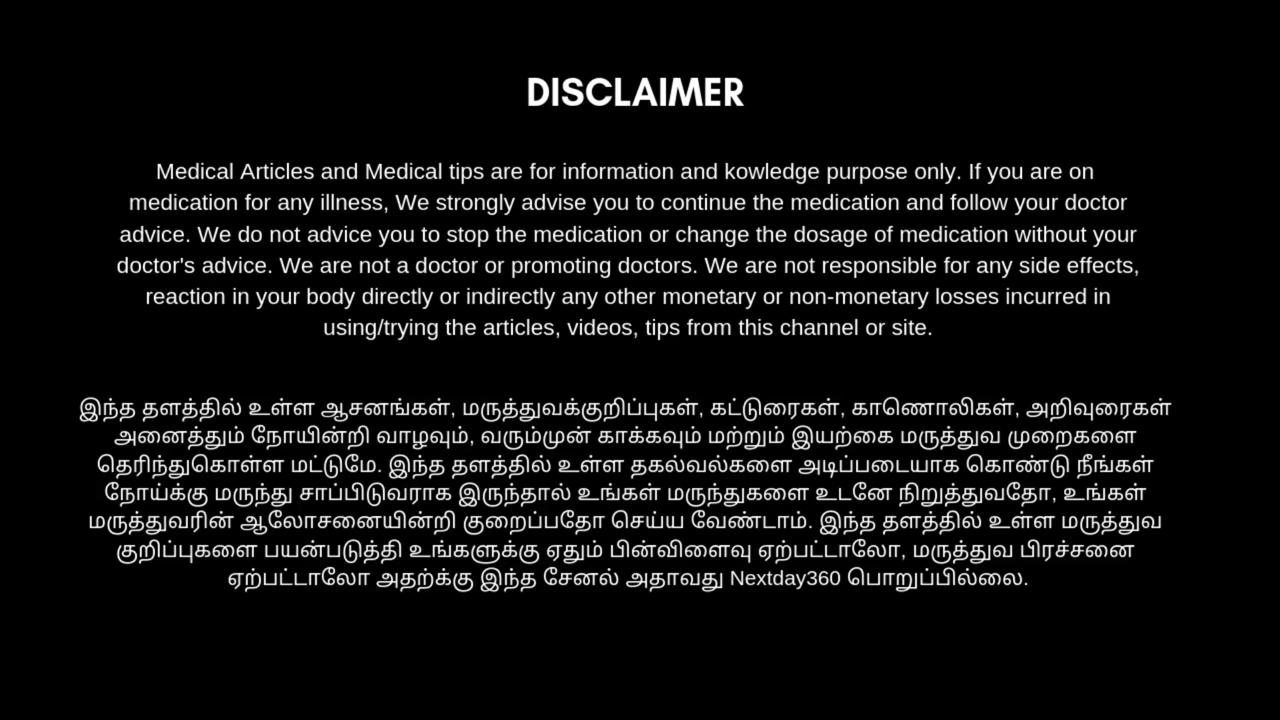 DISCLAIMER
Medical Articles and Medical tips are for information and kowledge purpose only. If you are on
medication for any illness, We strongly advise you to continue the medication and follow your doctor
advice. We do not advice you to stop the medication or change the dosage of medication without your
doctor's advice. We are not a doctor or promoting doctors. We are not responsible for any side effects,
reaction in your body directly or indirectly any other monetary or non-monetary losses incurred in
using/trying the articles, videos, tips from this channel or site.
இந்த தளத்தில் உள்ள ஆசனங்கள், மருத்துவக்குறிப்புகள், கட்டுரைகள், காணொலிகள், அறிவுரைகள்
அனைத்தும் நோயின்றி வாழவும், வரும்முன் காக்கவும் மற்றும் இயற்கை மருத்துவ முறைகளை
தெரிந்துகொள்ள மட்டுமே. இந்த தளத்தில் உள்ள தகல்வல்களை அடிப்படையாக கொண்டு நீங்கள்
நோய்க்கு மருந்து சாப்பிடுவராக இருந்தால் உங்கள் மருந்துகளை உடனே நிறுத்துவதோ, உங்கள்
மருத்துவரின் ஆலோசனையின்றி குறைப்பதோ செய்ய வேண்டாம். இந்த தளத்தில் உள்ள மருத்துவ
குறிப்புகளை பயன்படுத்தி உங்களுக்கு ஏதும் பின்விளைவு ஏற்பட்டாலோ, மருத்துவ பிரச்சனை
ஏற்பட்டாலோ அதற்க்கு இந்த சேனல் அதாவது Nextday360 பொறுப்பில்லை.